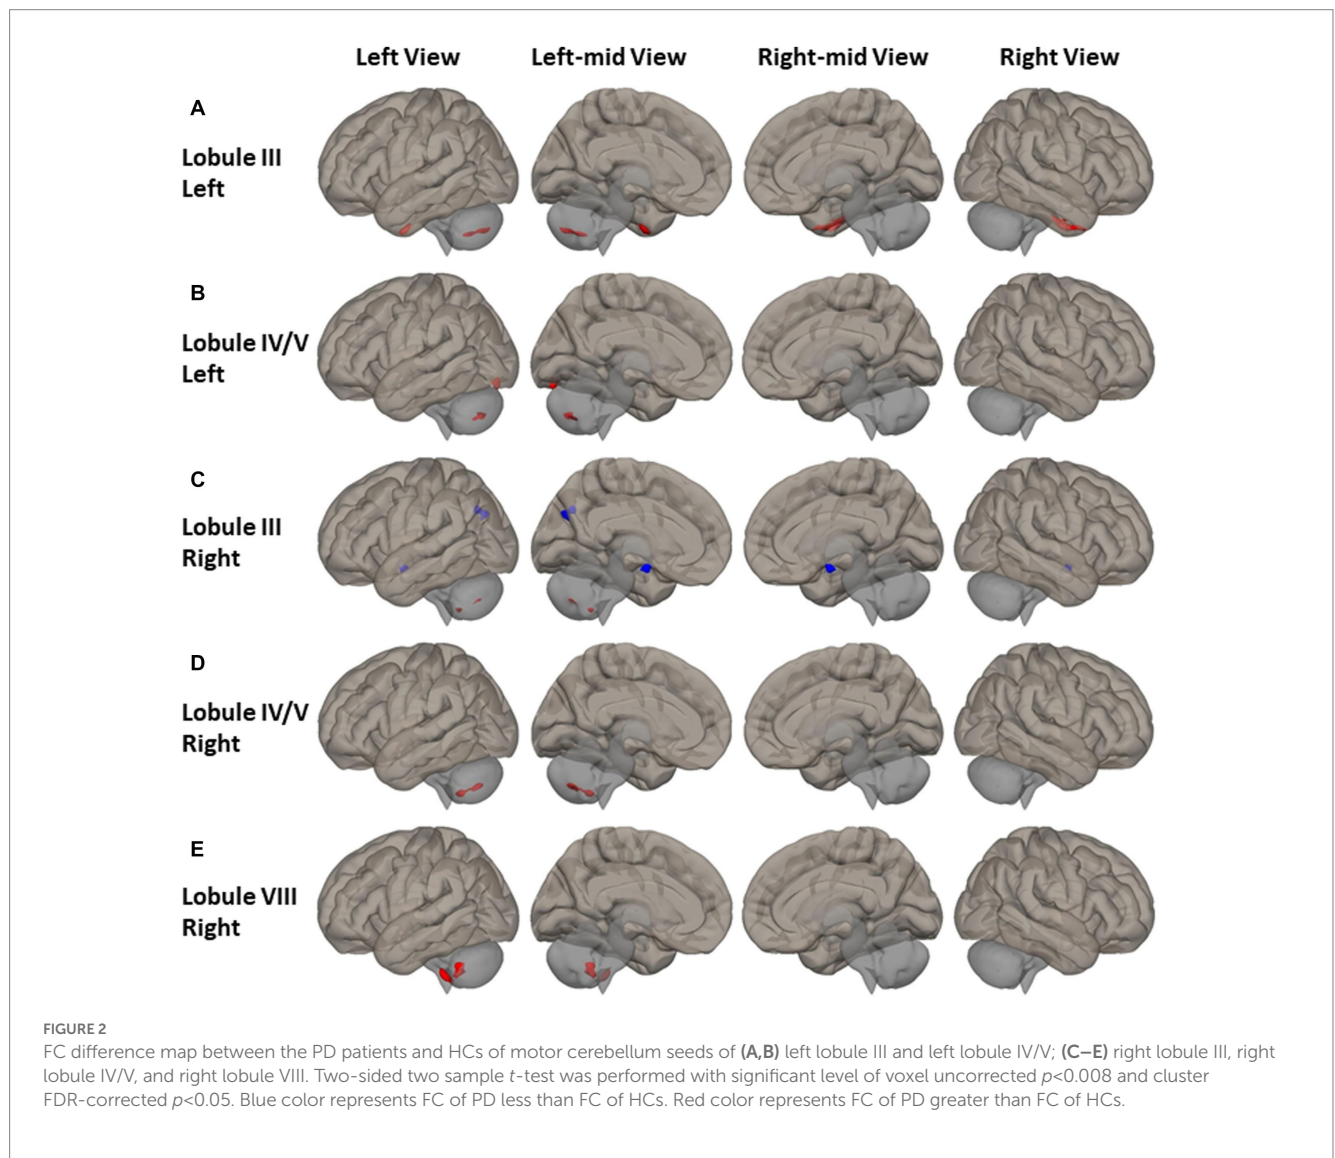 Left View Left-mid View Right-mid View Right View
A
Lobule III
Left
B
Lobule IV/V
Left
C
Lobule III
Right
D
Lobule IV/V
Right
E
Lobule VIII
Right
FIGURE 2
FC difference map between the PD patients and HCs of motor cerebellum seeds of (A,B) left lobule III and left lobule IV/V; (C–E) right lobule III, right
lobule IV/V, and right lobule VIII. Two-sided two sample t-test was performed with significant level of voxel uncorrected p<0.008 and cluster
FDR-corrected p<0.05. Blue color represents FC of PD less than FC of HCs. Red color represents FC of PD greater than FC of HCs.